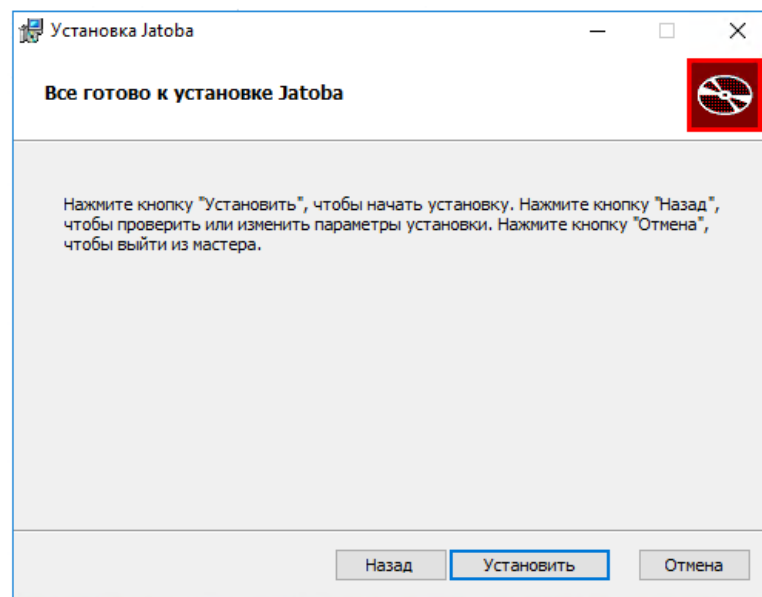 Установка Jatoba
Все готово к установке Jatoba
Нажмите кнопку "Установить", чтобы начать установку. Нажмите кнопку "Назад",
чтобы проверить или изменить параметры установки. Нажмите кнопку "Отмена",
чтобы выйти из мастера.
Назад
Установить
Отмена